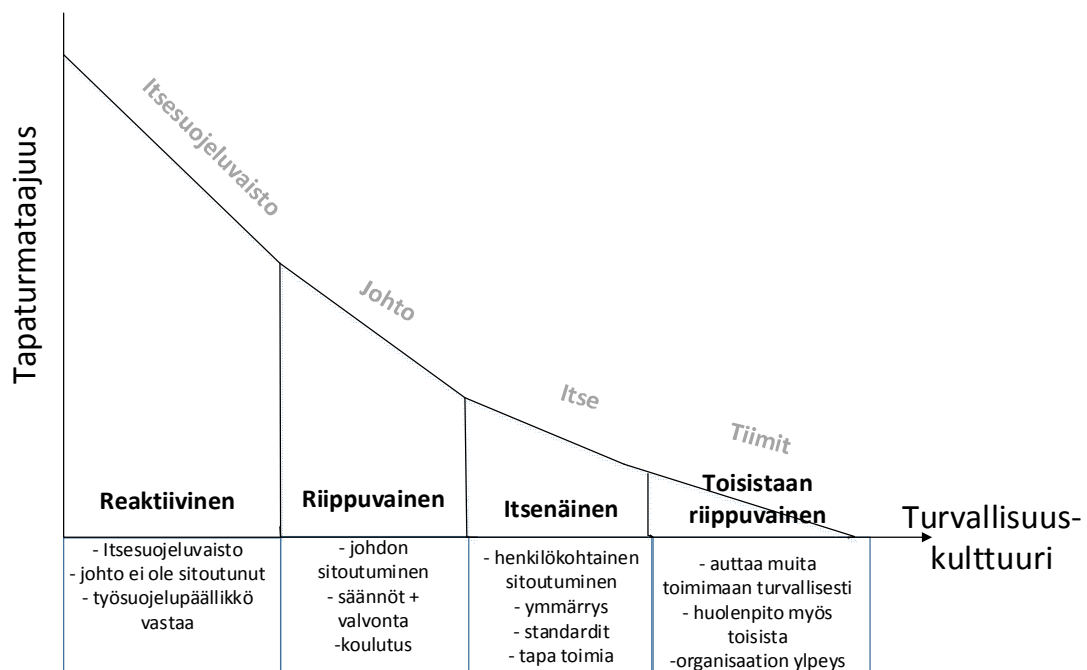 Tapaturmataajuus
Itsesuojeluvaisto
Johto
Itse
Tiimit
Reaktiivinen
Riippuvainen
Itsenäinen
Toisistaan
riippuvainen
Turvallisuus-
kulttuuri
- Itsesuojeluvaisto
- johto ei ole sitoutunut
- työsuojelupäällikkö
vastaa
- johdon
sitoutuminen
- säännöt +
valvonta
-koulutus
- henkilökohtainen
sitoutuminen
- ymmärrys
- standardit
- tapa toimia
- auttaa muita
toimimaan turvallisesti
- huolenpito myös
toisista
-organisaation ylpeys